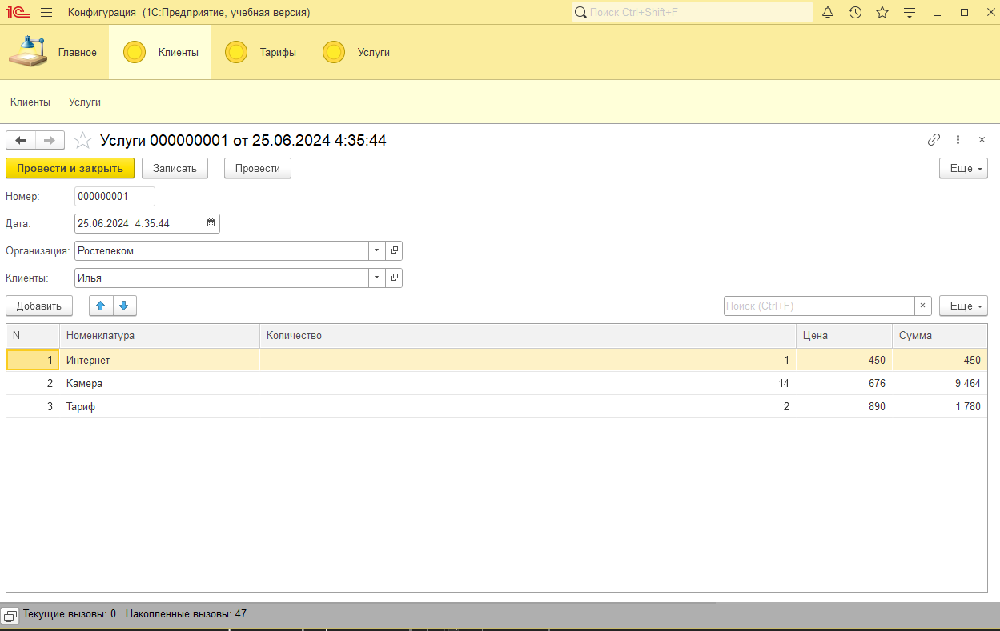 1С Конфигурация (1С:Предприятие, учебная версия) Поиск Ctrl+Shift+F
Главное Клиенты Тарифы Услуги
Клиенты Услуги
Услуги 000000001 от 25.06.2024 4:35:44
Провести и закрыть Записать Провести Еще
Номер: 000000001
Дата: 25.06.2024 4:35:44
Организация: Ростелеком
Клиенты: Илья
Добавить Поиск (Ctrl+F) Еще
N Номенклатура Количество Цена Сумма
1 Интернет 1 450 450
2 Камера 14 676 9 464
3 Тариф 2 890 1 780
Текущие вызовы: 0 Накопленные вызовы: 47